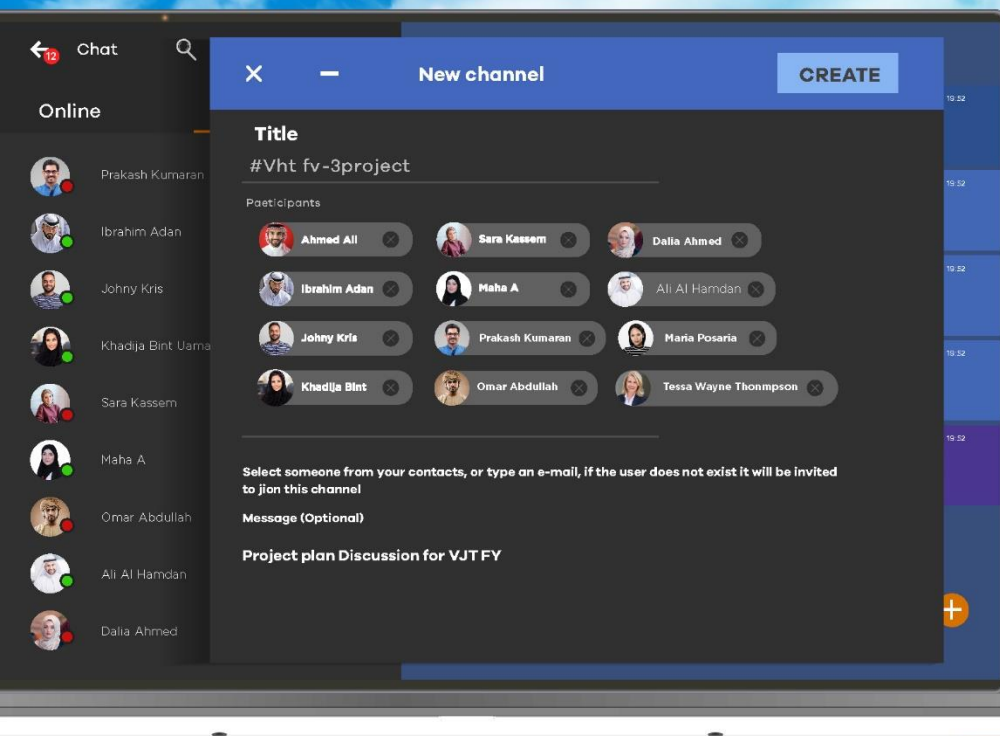 12
Chat
Online
Prakash Kumaran
Ibrahim Adan
Johny Kris
Khadija Bint Uama
Sara Kassem
Maha A
Omar Abdullah
Ali Al Hamdan
Dalia Ahmed
New channel
CREATE
Title
#Vht fv-3project
Paeticipants
Ahmed Ali
Sara Kassem
Dalia Ahmed
Ibrahim Adan
Maha A
Ali Al Hamdan
Johny Kris
Prakash Kumaran
Maria Posaria
Khadija Bint
Omar Abdullah
Tessa Wayne Thonmpson
Select someone from your contacts, or type an e-mail, if the user does not exist it will be invited
to jion this channel
Message (Optional)
Project plan Discussion for VJT FY
19:52
19:52
19:52
19:52
19:52